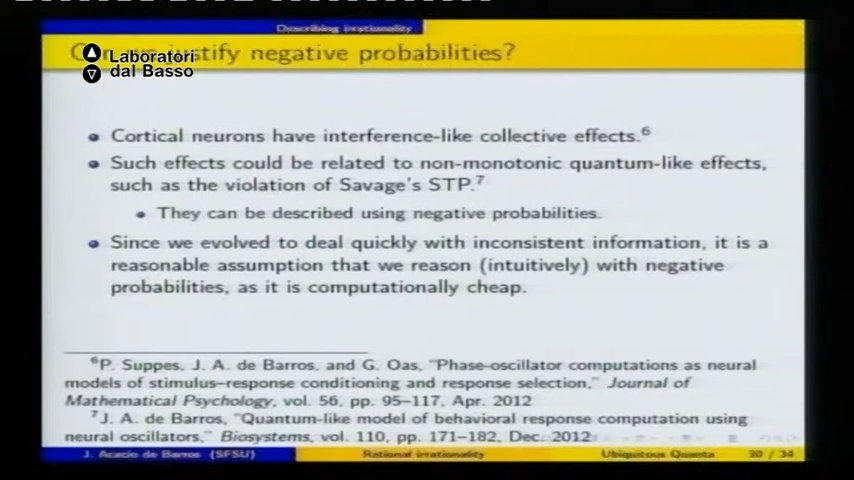 Describing irrationality
justify negative probabilities?
Laboratori
dal Basso
• Cortical neurons have interference-like collective effects.6
• Such effects could be related to non-monotonic quantum-like effects,
such as the violation of Savage's STP.7
• They can be described using negative probabilities.
• Since we evolved to deal quickly with inconsistent information, it is a
reasonable assumption that we reason (intuitively) with negative
probabilities, as it is computationally cheap.
6P. Suppes, J. A. de Barros, and G. Oas, "Phase-oscillator computations as neural
models of stimulus–response conditioning and response selection," Journal of
Mathematical Psychology, vol. 56, pp. 95–117, Apr. 2012
7J. A. de Barros, "Quantum-like model of behavioral response computation using
neural oscillators," Biosystems, vol. 110, pp. 171–182, Dec. 2012
J. Acacio de Barros (SFSU) Rational irrationality Ubiquitous Quanta 30 / 34